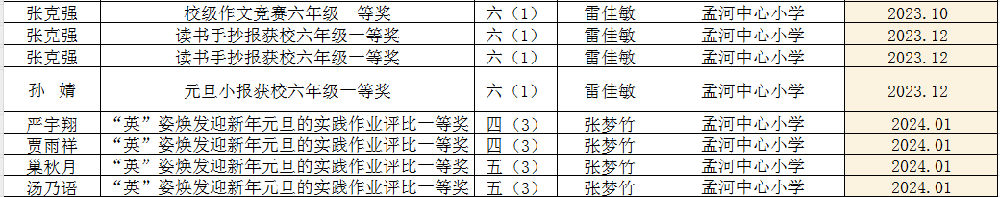 张克强 校级作文竞赛六年级一等奖 六（1） 雷佳敏 孟河中心小学 2023.10
张克强 读书手抄报获校六年级一等奖 六（1） 雷佳敏 孟河中心小学 2023.12
张克强 读书手抄报获校六年级一等奖 六（1） 雷佳敏 孟河中心小学 2023.12
孙 婧 元旦小报获校六年级一等奖 六（1） 雷佳敏 孟河中心小学 2023.12
严宇翔 “英”姿焕发迎新年元旦的实践作业评比一等奖 四（3） 张梦竹 孟河中心小学 2024.01
贾雨祥 “英”姿焕发迎新年元旦的实践作业评比一等奖 四（3） 张梦竹 孟河中心小学 2024.01
巢秋月 “英”姿焕发迎新年元旦的实践作业评比一等奖 五（3） 张梦竹 孟河中心小学 2024.01
汤乃语 “英”姿焕发迎新年元旦的实践作业评比一等奖 五（3） 张梦竹 孟河中心小学 2024.01